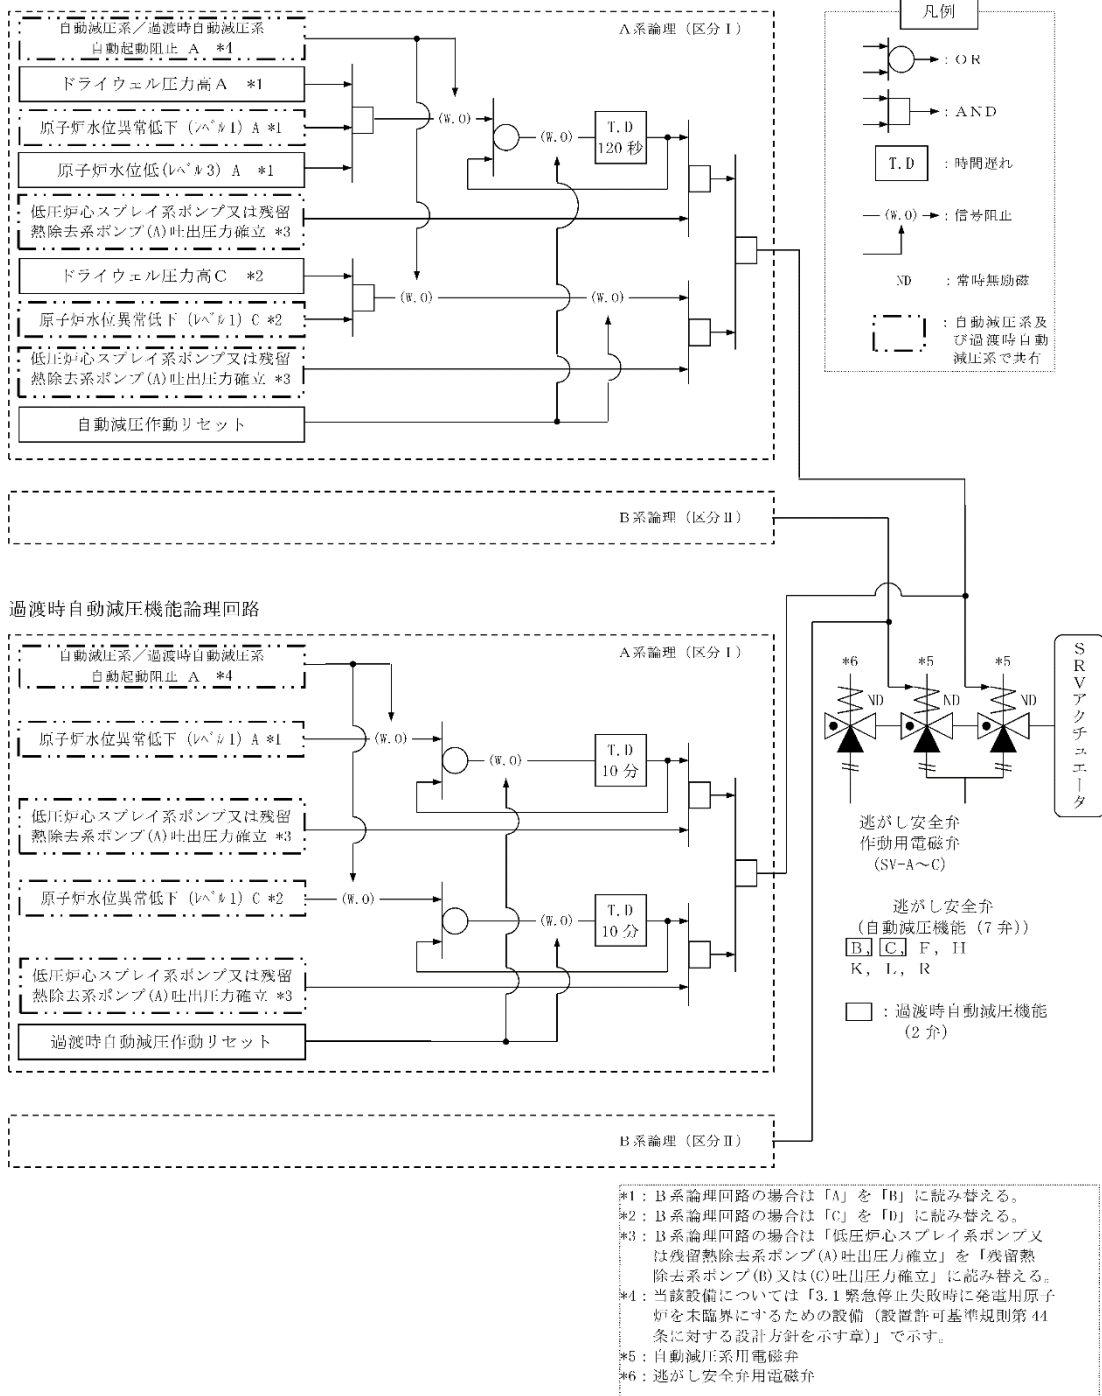 自動減圧系／過渡時自動減圧系
自動起動阻止 A *4
ドライウェル圧力高A *1
原子炉水位異常低下 (ﾚﾍﾞﾙ1) A *1
原子炉水位低(ﾚﾍﾞﾙ3) A *1
低圧炉心スプレイ系ポンプ又は残留
熱除去系ポンプ(A)吐出圧力確立 *3
ドライウェル圧力高C *2
原子炉水位異常低下 (ﾚﾍﾞﾙ1) C *2
低圧炉心スプレイ系ポンプ又は残留
熱除去系ポンプ(A)吐出圧力確立 *3
自動減圧作動リセット
A系論理（区分Ⅰ）
(W.O)
(W.O)
T.D
120秒
(W.O)
(W.O)
凡例
: OR
: AND
T.D
: 時間遅れ
(W.O)
: 信号阻止
ND
: 常時無励磁
: 自動減圧系及
び過渡時自動
減圧系で共有
B系論理（区分Ⅱ）
過渡時自動減圧機能論理回路
自動減圧系／過渡時自動減圧系
自動起動阻止 A *4
原子炉水位異常低下 (ﾚﾍﾞﾙ1) A *1
低圧炉心スプレイ系ポンプ又は残留
熱除去系ポンプ(A)吐出圧力確立 *3
原子炉水位異常低下 (ﾚﾍﾞﾙ1) C *2
低圧炉心スプレイ系ポンプ又は残留
熱除去系ポンプ(A)吐出圧力確立 *3
過渡時自動減圧作動リセット
A系論理（区分Ⅰ）
(W.O)
(W.O)
T.D
10分
(W.O)
(W.O)
T.D
10分
*6
*5
*5
ND
ND
ND
SRVアクチュエータ
逃がし安全弁
作動用電磁弁
(SV-A～C)
逃がし安全弁
(自動減圧機能（7弁))
B, C, F, H
K, L, R
: 過渡時自動減圧機能
(2弁)
B系論理（区分Ⅱ）
*1：B系論理回路の場合は「A」を「B」に読み替える。
*2：B系論理回路の場合は「C」を「D」に読み替える。
*3：B系論理回路の場合は「低圧炉心スプレイ系ポンプ又
は残留熱除去系ポンプ(A)吐出圧力確立」を「残留熱
除去系ポンプ(B)又は(C)吐出圧力確立」に読み替える。
*4：当該設備については「3.1 緊急停止失敗時に発電用原子
炉を未臨界にするための設備（設置許可基準規則第44
条に対する設計方針を示す章)」で示す。
*5：自動減圧系用電磁弁
*6：逃がし安全弁用電磁弁